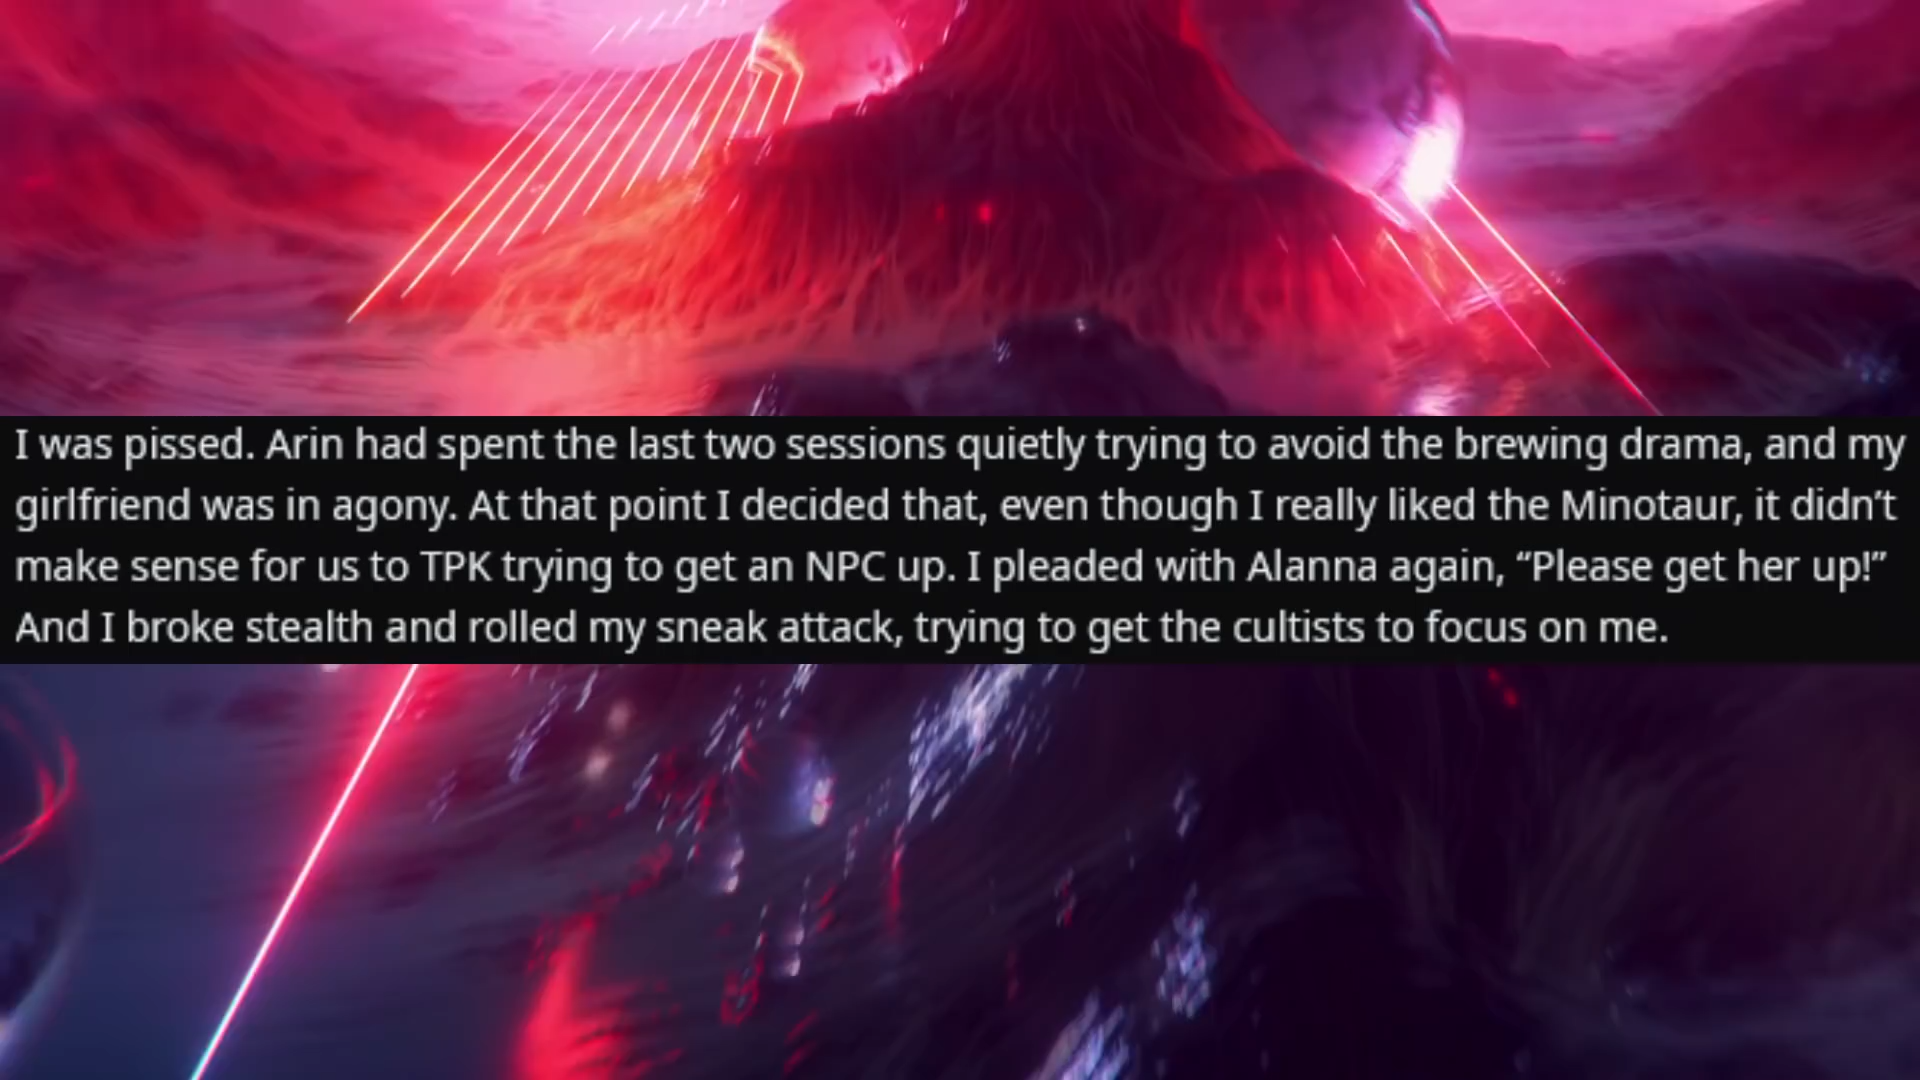 I was pissed. Arin had spent the last two sessions quietly trying to avoid the brewing drama, and my
girlfriend was in agony. At that point I decided that, even though I really liked the Minotaur, it didn’t
make sense for us to TPK trying to get an NPC up. I pleaded with Alanna again, “Please get her up!”
And I broke stealth and rolled my sneak attack, trying to get the cultists to focus on me.